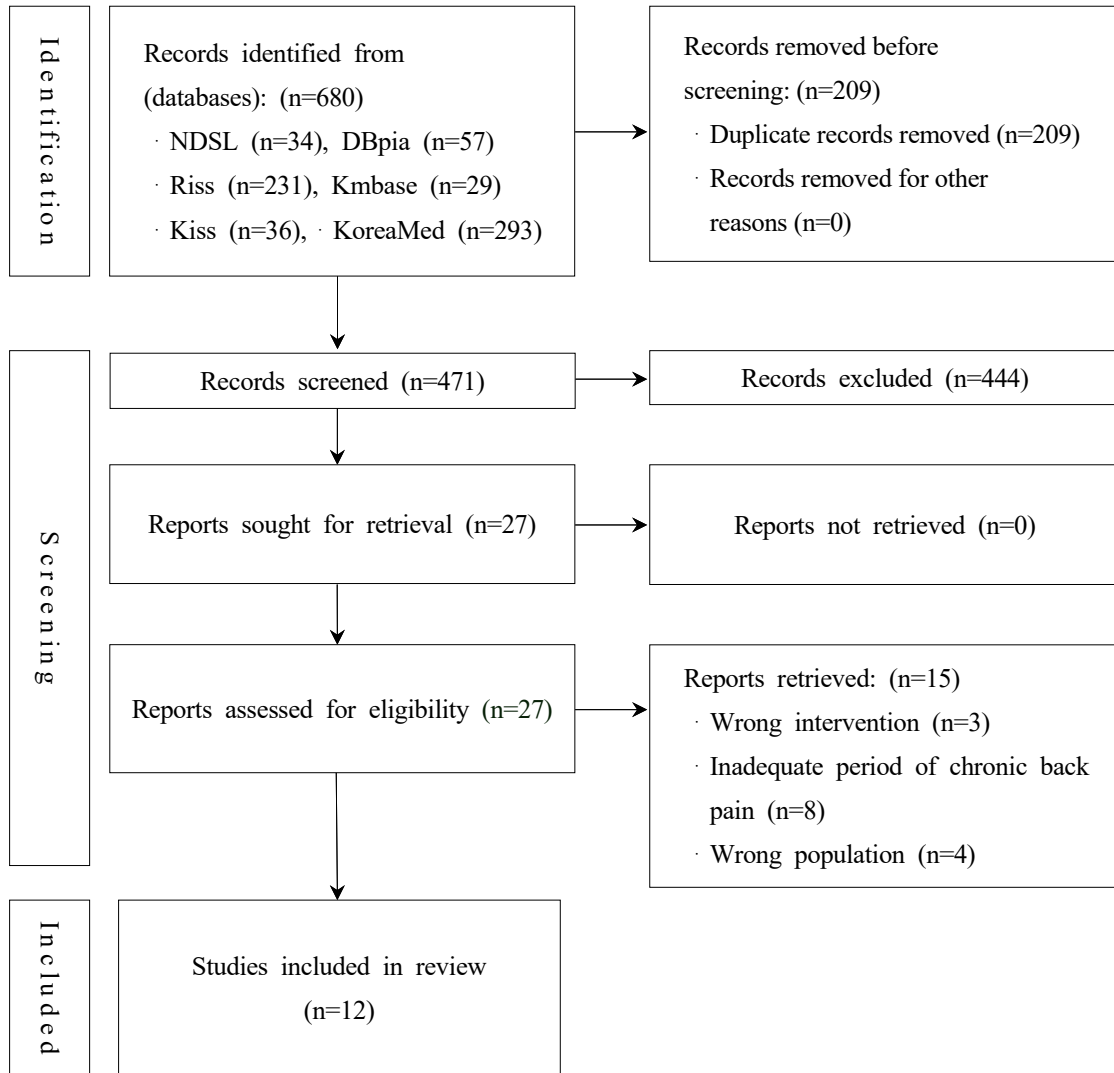 Identification
Records identified from
(databases): (n=680)
· NDSL (n=34), DBpia (n=57)
· Riss (n=231), Kmbase (n=29)
· Kiss (n=36), · KoreaMed (n=293)
Records removed before
screening: (n=209)
· Duplicate records removed (n=209)
· Records removed for other
reasons (n=0)
Screening
Records screened (n=471)
Records excluded (n=444)
Reports sought for retrieval (n=27)
Reports not retrieved (n=0)
Reports assessed for eligibility (n=27)
Reports retrieved: (n=15)
· Wrong intervention (n=3)
· Inadequate period of chronic back
pain (n=8)
· Wrong population (n=4)
Included
Studies included in review
(n=12)